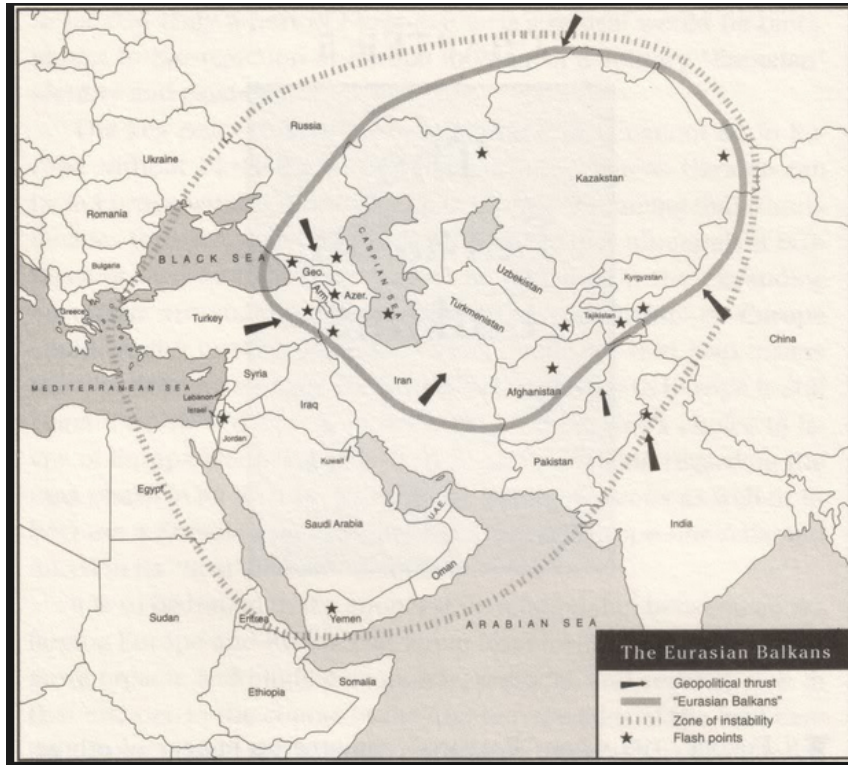 Russia
Ukraine
Kazakstan
Romania
BLACK SEA
Bulgaria
Geo.
CASPIAN SEA
Uzbekistan
Kyrgyzstan
Greece
Turkey
Arm.
Azer.
Turkmenistan
Tajikistan
China
MEDITERRANEAN SEA
Syria
Lebanon
Israel
Iraq
Iran
Afghanistan
Jordan
Kuwait
Pakistan
Egypt
Saudi Arabia
U.A.E.
India
Oman
Sudan
Eritrea
Yemen
ARABIAN SEA
Ethiopia
Somalia
The Eurasian Balkans
Geopolitical thrust
"Eurasian Balkans"
Zone of instability
Flash points